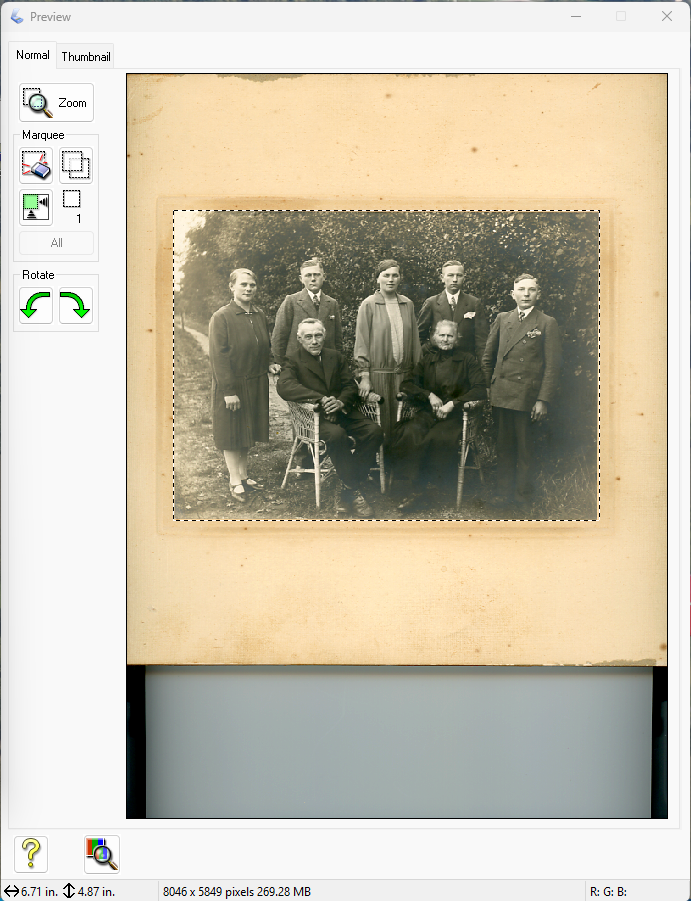 Preview
Normal
Thumbnail
Zoom
Marquee
1
All
Rotate
6.71 in.
4.87 in.
8046 x 5849 pixels 269.28 MB
R: G: B: